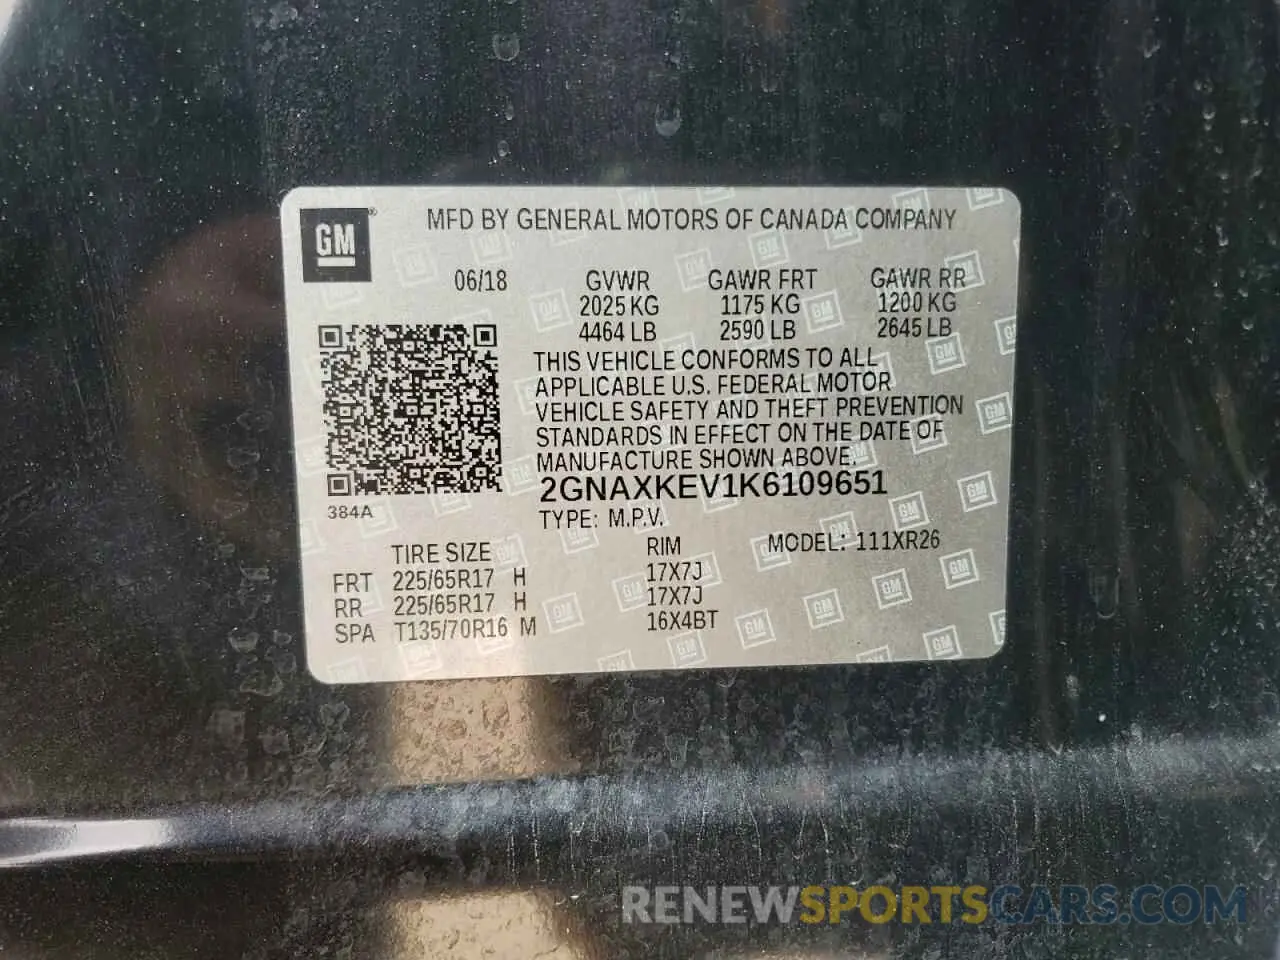 GM® MFD BY GENERAL MOTORS OF CANADA COMPANY
06/18 GVWR GAWR FRT GAWR RR
2025 KG 1175 KG 1200 KG
4464 LB 2590 LB 2645 LB
THIS VEHICLE CONFORMS TO ALL
APPLICABLE U.S. FEDERAL MOTOR
VEHICLE SAFETY AND THEFT PREVENTION
STANDARDS IN EFFECT ON THE DATE OF
MANUFACTURE SHOWN ABOVE.
2GNAXKEV1K6109651
384A
TYPE: M.P.V.
TIRE SIZE RIM MODEL: 111XR26
FRT 225/65R17 H 17X7J
RR 225/65R17 H 17X7J
SPA T135/70R16 M 16X4BT
RENEWSPORTSCARS.COM